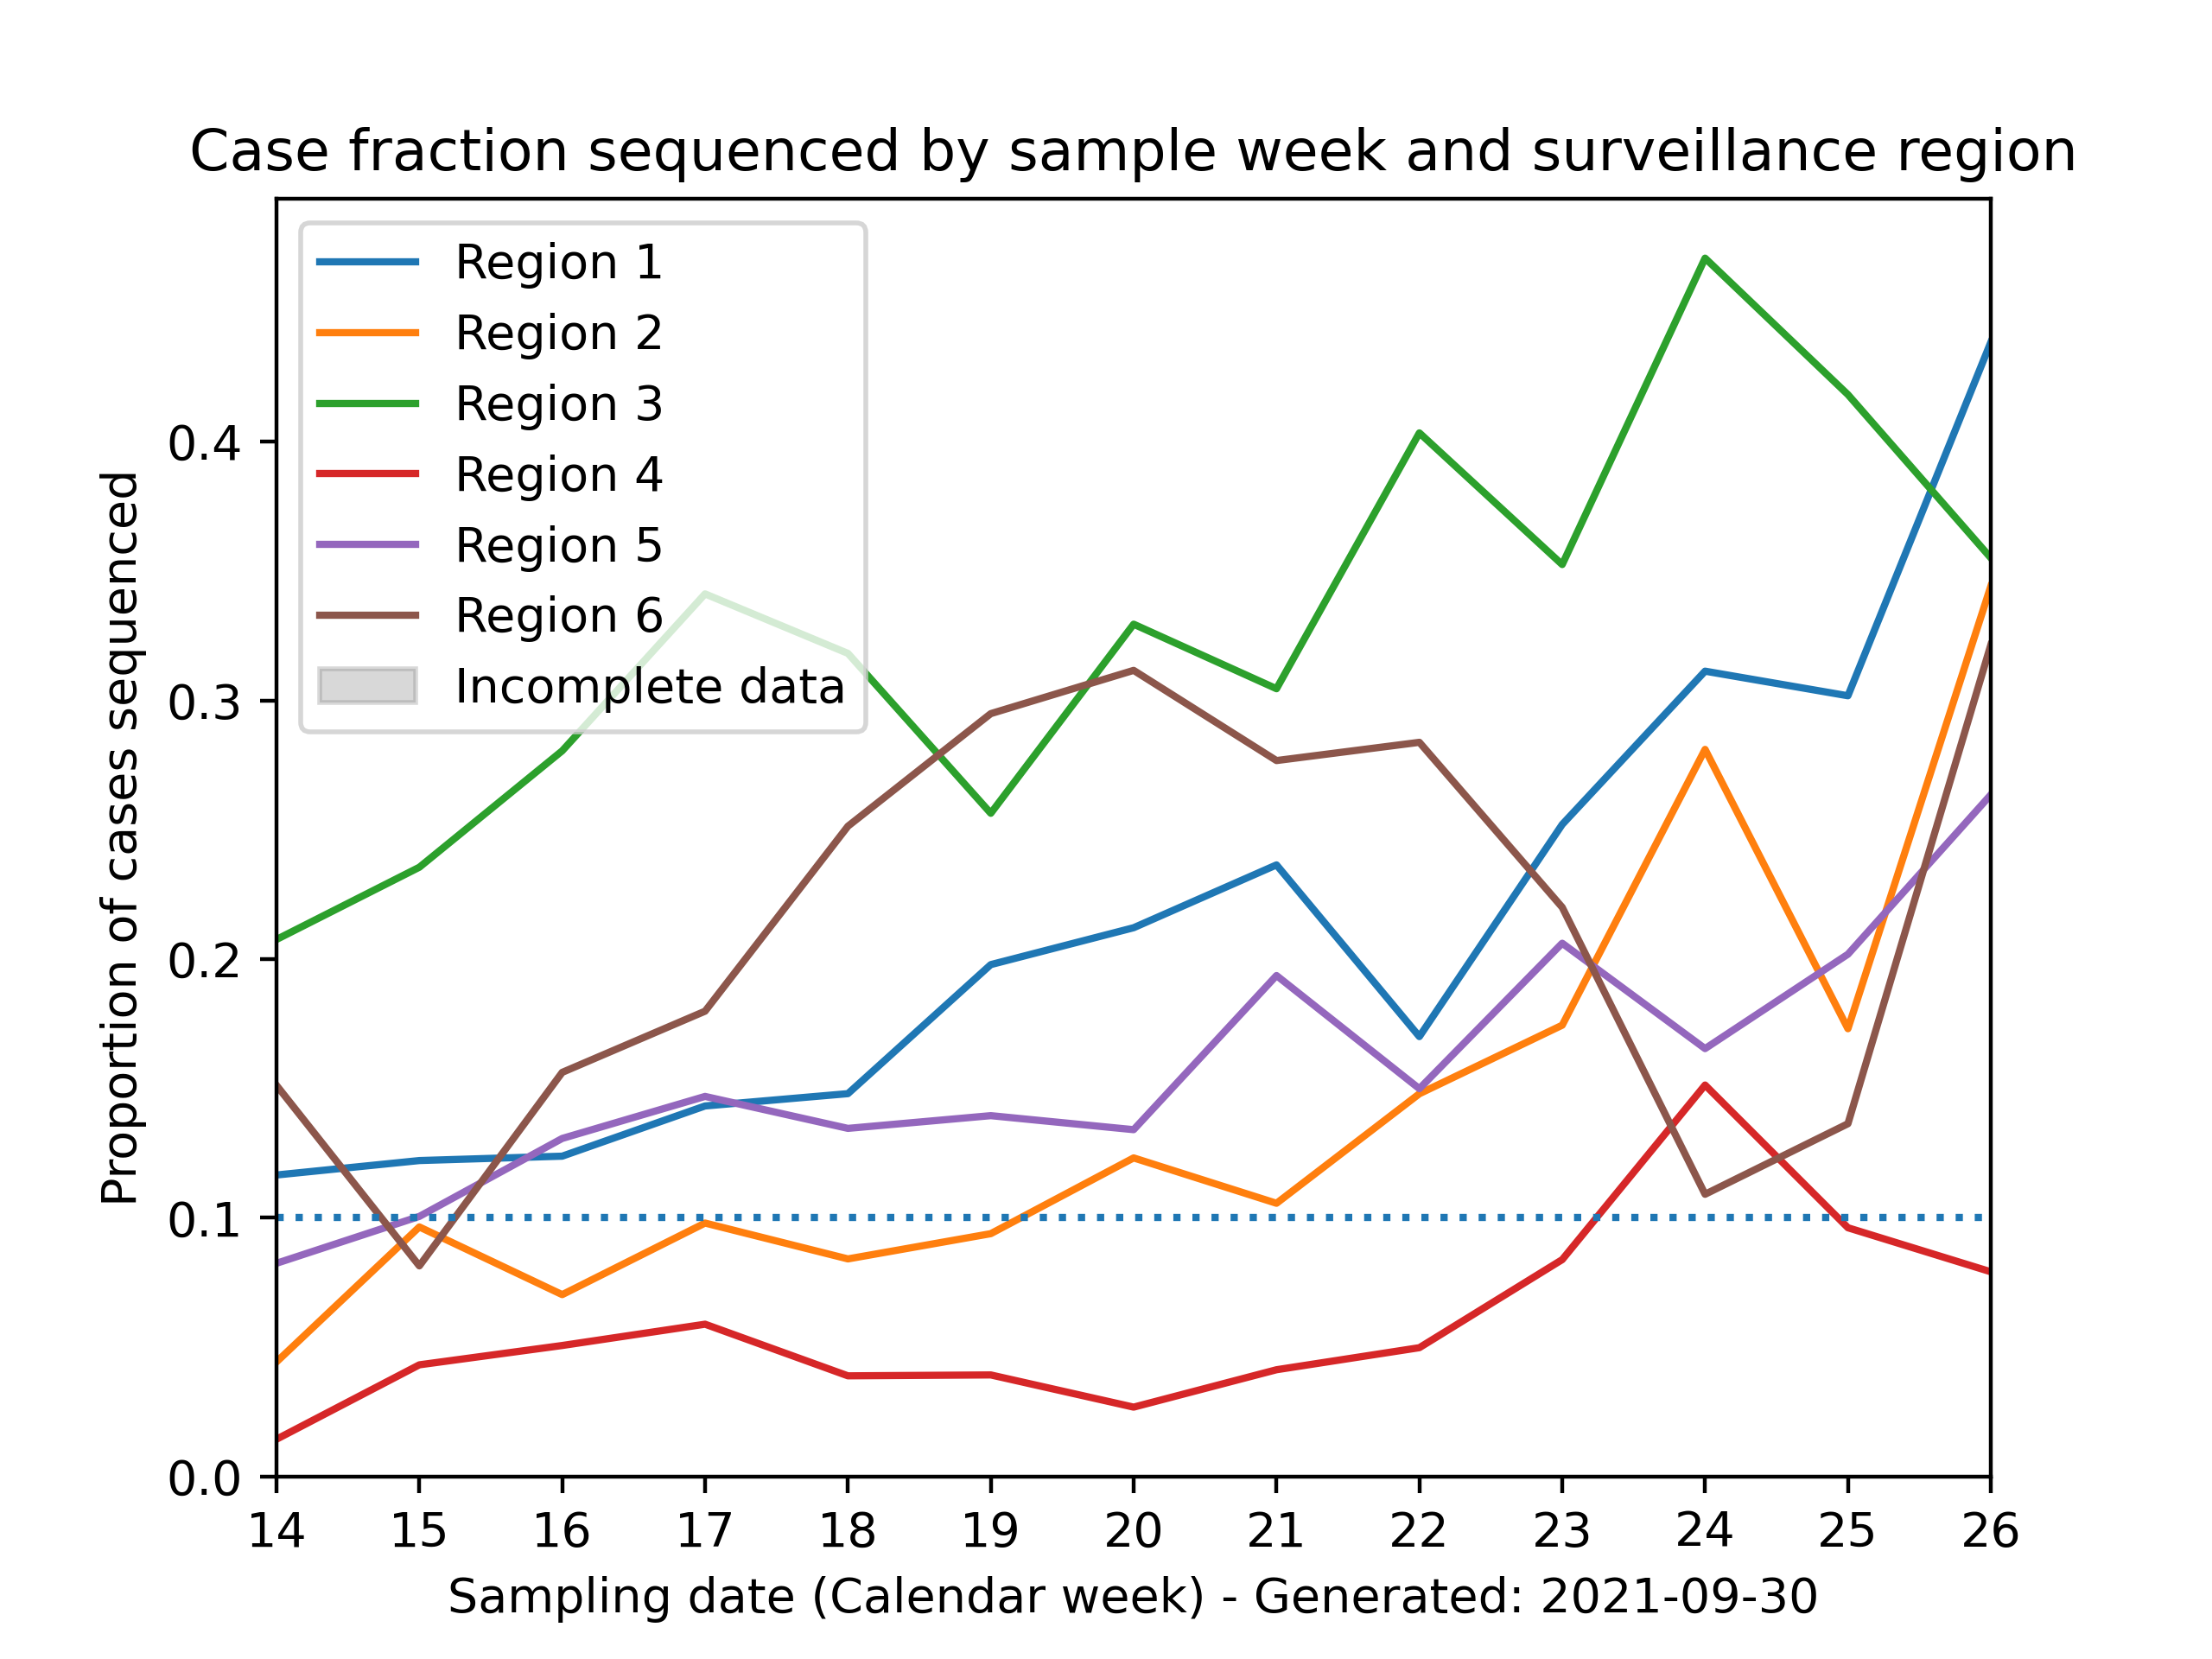 Case fraction sequenced by sample week and surveillance region
Region 1
Region 2
Region 3
Region 4
Region 5
Region 6
Incomplete data
Proportion of cases sequenced
0.4
0.3
0.2
0.1
0.0
14 15 16 17 18 19 20 21 22 23 24 25 26
Sampling date (Calendar week) - Generated: 2021-09-30